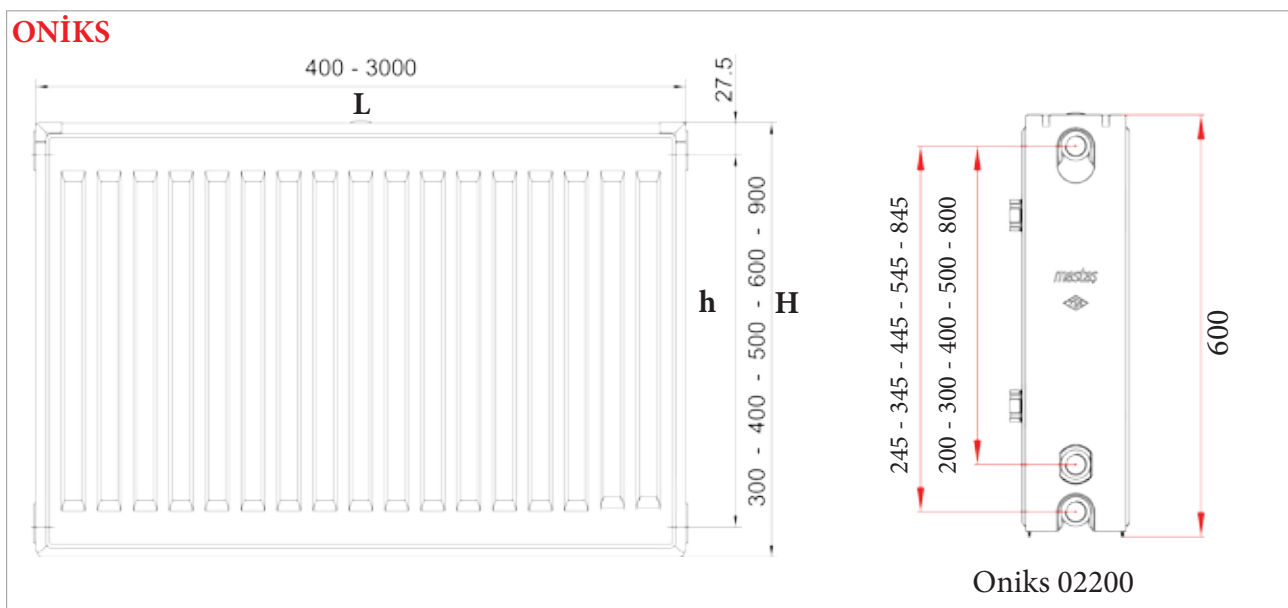 ONİKS
400 - 3000
L
27.5
h
300 - 400 - 500 - 600 - 900
H
245 - 345 - 445 - 545 - 845
200 - 300 - 400 - 500 - 800
mastaş
600
Oniks 02200